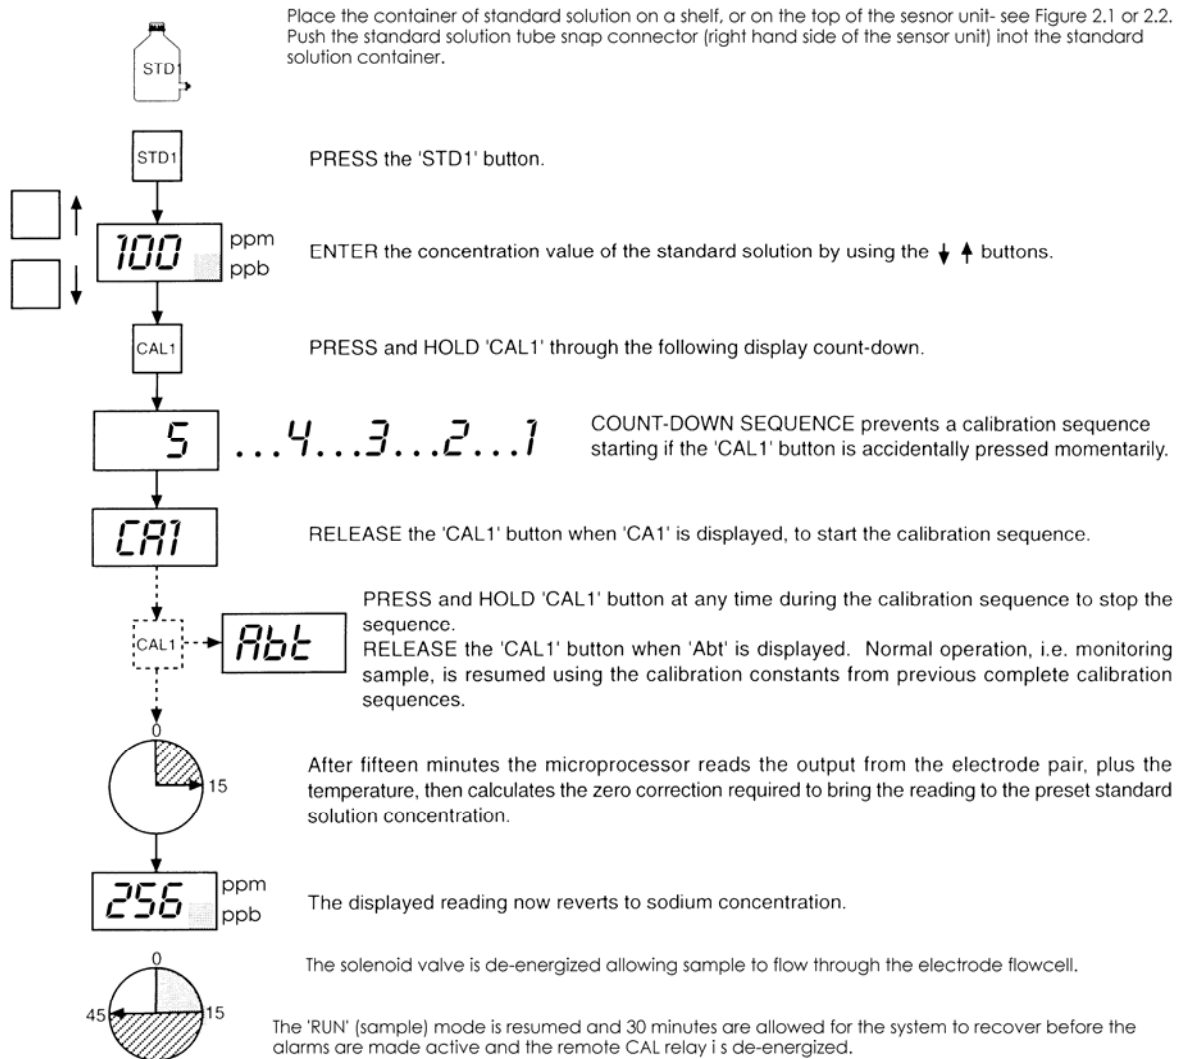 Place the container of standard solution on a shelf, or on the top of the sesnor unit- see Figure 2.1 or 2.2.
Push the standard solution tube snap connector (right hand side of the sensor unit) inot the standard
solution container.
STD1
STD1
PRESS the 'STD1' button.
100 ppm
ppb
ENTER the concentration value of the standard solution by using the ↓ ↑ buttons.
CAL1
PRESS and HOLD 'CAL1' through the following display count-down.
5 ...4...3...2...1
COUNT-DOWN SEQUENCE prevents a calibration sequence
starting if the 'CAL1' button is accidentally pressed momentarily.
CA1
RELEASE the 'CAL1' button when 'CA1' is displayed, to start the calibration sequence.
CAL1
Abt
PRESS and HOLD 'CAL1' button at any time during the calibration sequence to stop the
sequence.
RELEASE the 'CAL1' button when 'Abt' is displayed. Normal operation, i.e. monitoring
sample, is resumed using the calibration constants from previous complete calibration
sequences.
0
15
After fifteen minutes the microprocessor reads the output from the electrode pair, plus the
temperature, then calculates the zero correction required to bring the reading to the preset standard
solution concentration.
256 ppm
ppb
The displayed reading now reverts to sodium concentration.
0
45 15
The solenoid valve is de-energized allowing sample to flow through the electrode flowcell.
The 'RUN' (sample) mode is resumed and 30 minutes are allowed for the system to recover before the
alarms are made active and the remote CAL relay i s de-energized.